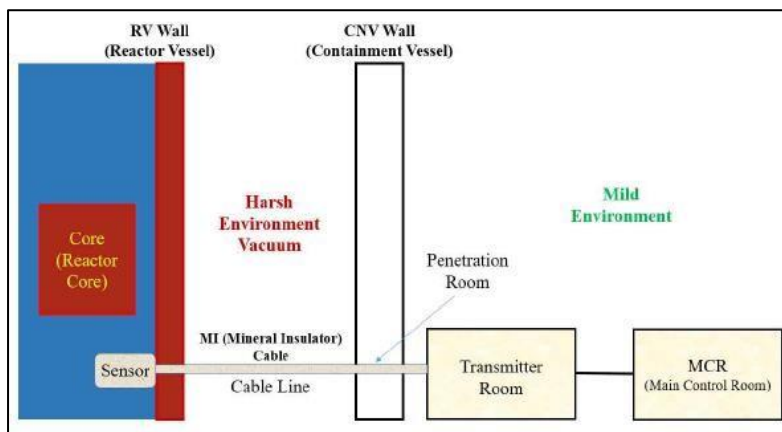 RV Wall
(Reactor Vessel)
CNV Wall
(Containment Vessel)
Harsh
Environment
Vacuum
Mild
Environment
Core
(Reactor
Core)
Penetration
Room
MI (Mineral Insulator)
Cable
Sensor
Cable Line
Transmitter
Room
MCR
(Main Control Room)